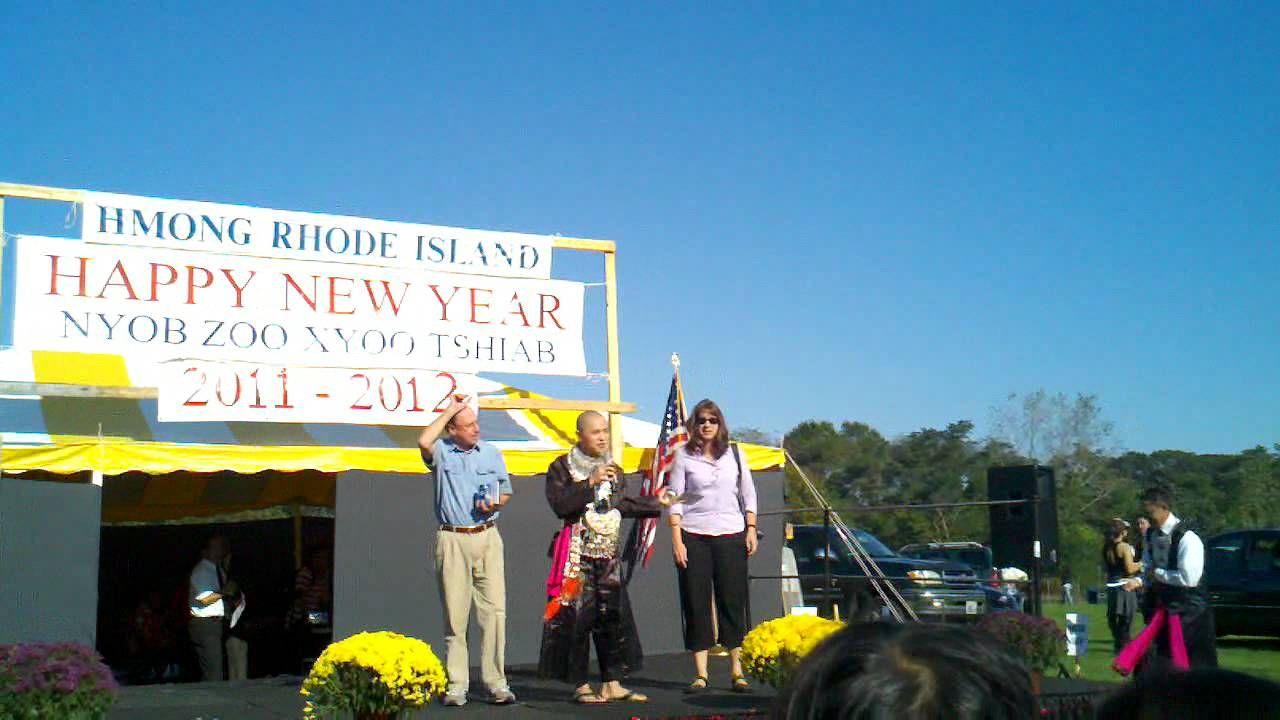 HMONG RHODE ISLAND
HAPPY NEW YEAR
NYOB ZOO XYOO TSHIAB
2011 - 2012